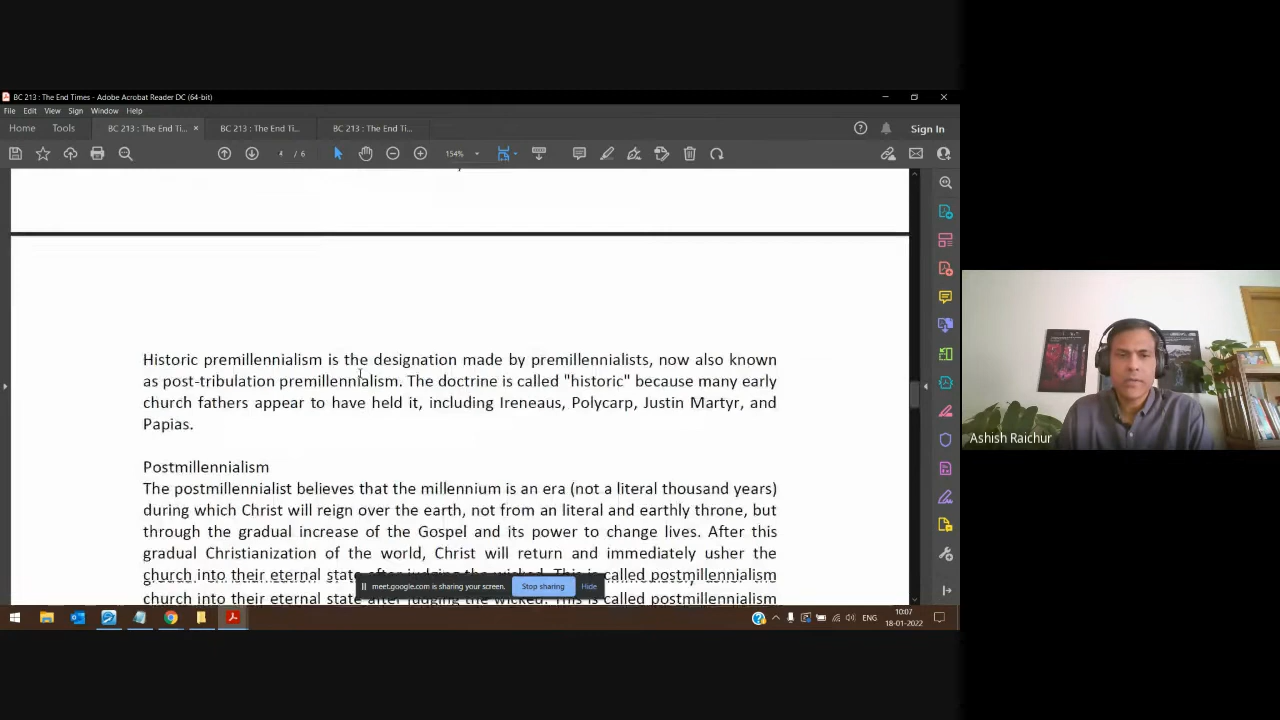 BC 213 : The End Times - Adobe Acrobat Reader DC (64-bit)
File Edit View Sign Window Help
Home Tools BC 213 : The End Ti... × BC 213 : The End Ti... BC 213 : The End Ti... Sign In
4 / 6 154%
Historic premillennialism is the designation made by premillennialists, now also known
as post-tribulation premillennialism. The doctrine is called "historic" because many early
church fathers appear to have held it, including Ireneaus, Polycarp, Justin Martyr, and
Papias.
Postmillennialism
The postmillennialist believes that the millennium is an era (not a literal thousand years)
during which Christ will reign over the earth, not from an literal and earthly throne, but
through the gradual increase of the Gospel and its power to change lives. After this
gradual Christianization of the world, Christ will return and immediately usher the
church into their eternal state after judging the wicked. This is called postmillennialism
church into their eternal state after judging the wicked. This is called postmillennialism
meet.google.com is sharing your screen. Stop sharing Hide
ENG 10:07
18-01-2022
Ashish Raichur